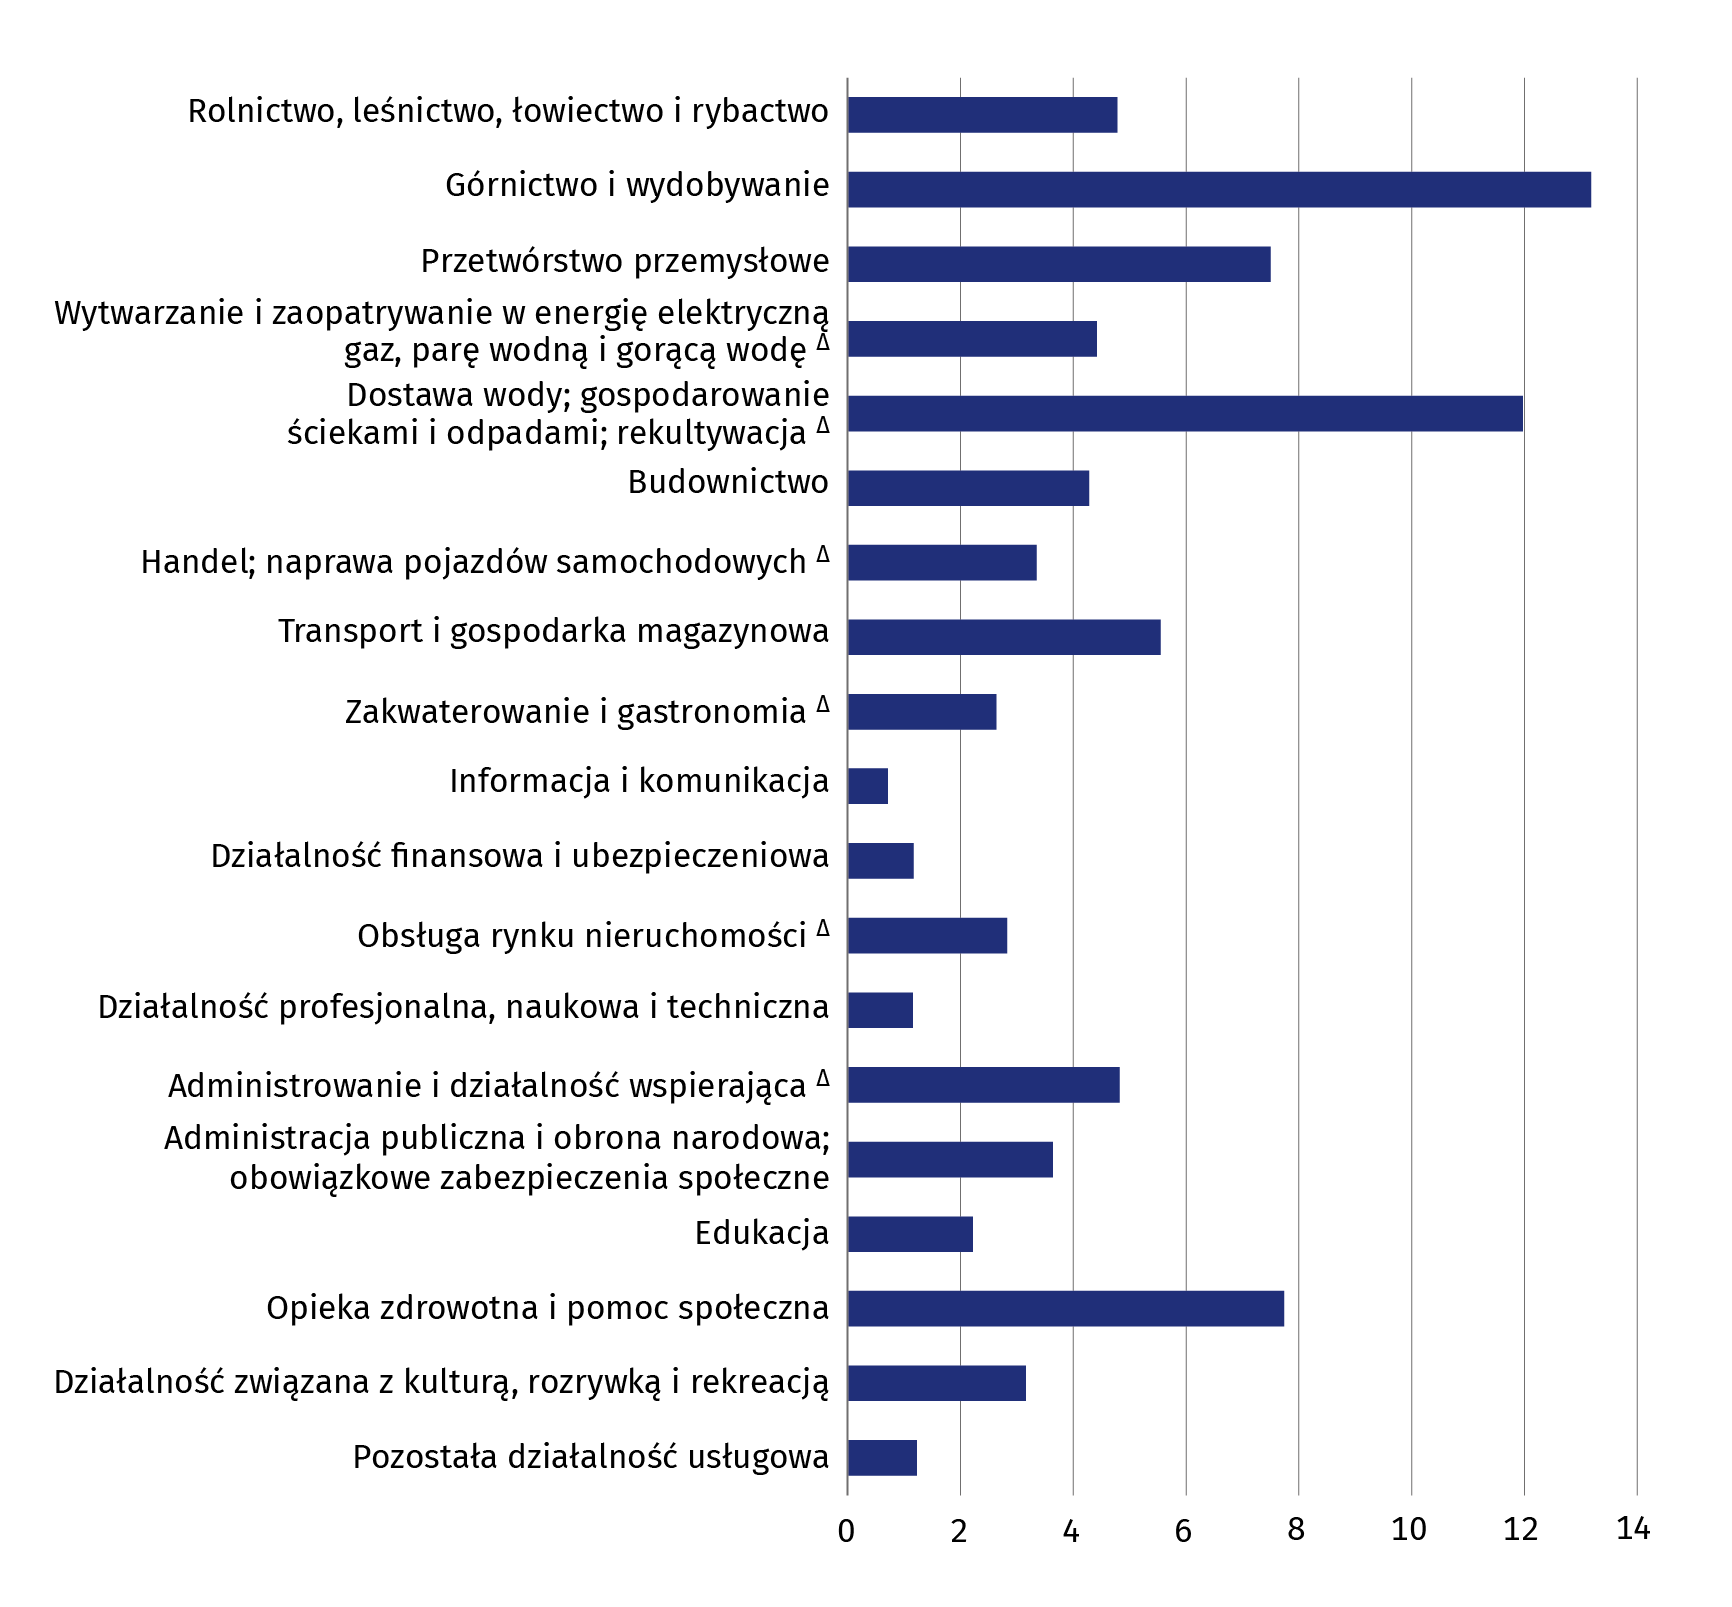 Rolnictwo, leśnictwo, łowiectwo i rybactwo
Górnictwo i wydobywanie
Przetwórstwo przemysłowe
Wytwarzanie i zaopatrywanie w energię elektryczną
gaz, parę wodną i gorącą wodę Δ
Dostawa wody; gospodarowanie
ściekami i odpadami; rekultywacja Δ
Budownictwo
Handel; naprawa pojazdów samochodowych Δ
Transport i gospodarka magazynowa
Zakwaterowanie i gastronomia Δ
Informacja i komunikacja
Działalność finansowa i ubezpieczeniowa
Obsługa rynku nieruchomości Δ
Działalność profesjonalna, naukowa i techniczna
Administrowanie i działalność wspierająca Δ
Administracja publiczna i obrona narodowa;
obowiązkowe zabezpieczenia społeczne
Edukacja
Opieka zdrowotna i pomoc społeczna
Działalność związana z kulturą, rozrywką i rekreacją
Pozostała działalność usługowa
0 2 4 6 8 10 12 14